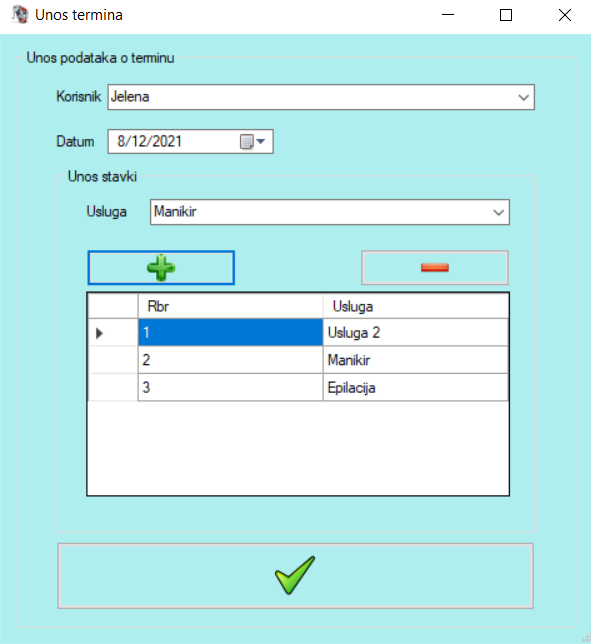 Unos termina
Unos podataka o terminu
Korisnik Jelena
Datum 8/12/2021
Unos stavki
Usluga Manikir
Rbr Usluga
1 Usluga 2
2 Manikir
3 Epilacija